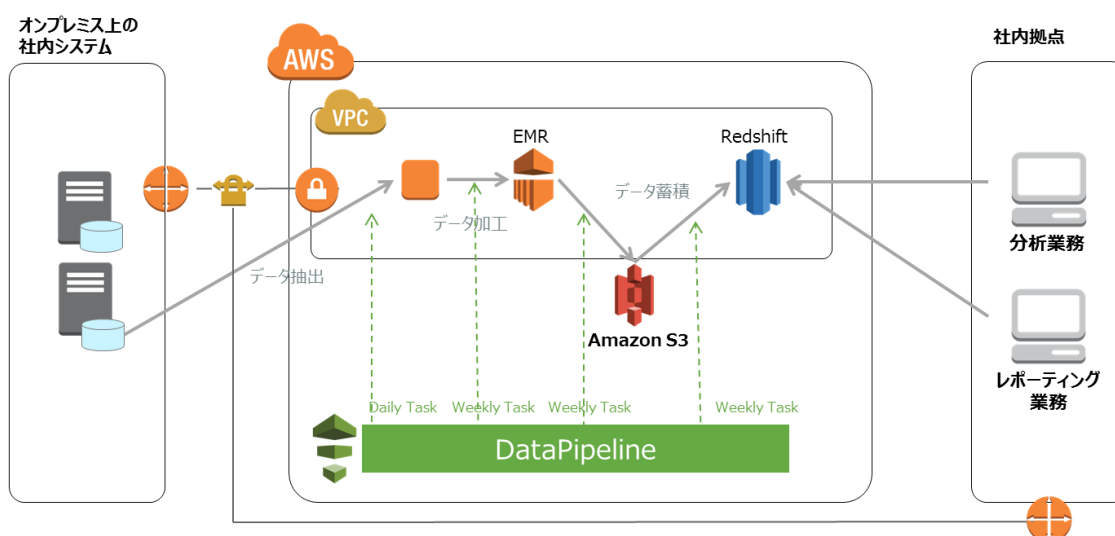 オンプレミス上の
社内システム
AWS
VPC
EMR
Redshift
社内拠点
データ蓄積
データ加工
データ抽出
Amazon S3
分析業務
レポーティング
業務
Daily Task
Weekly Task
Weekly Task
Weekly Task
DataPipeline